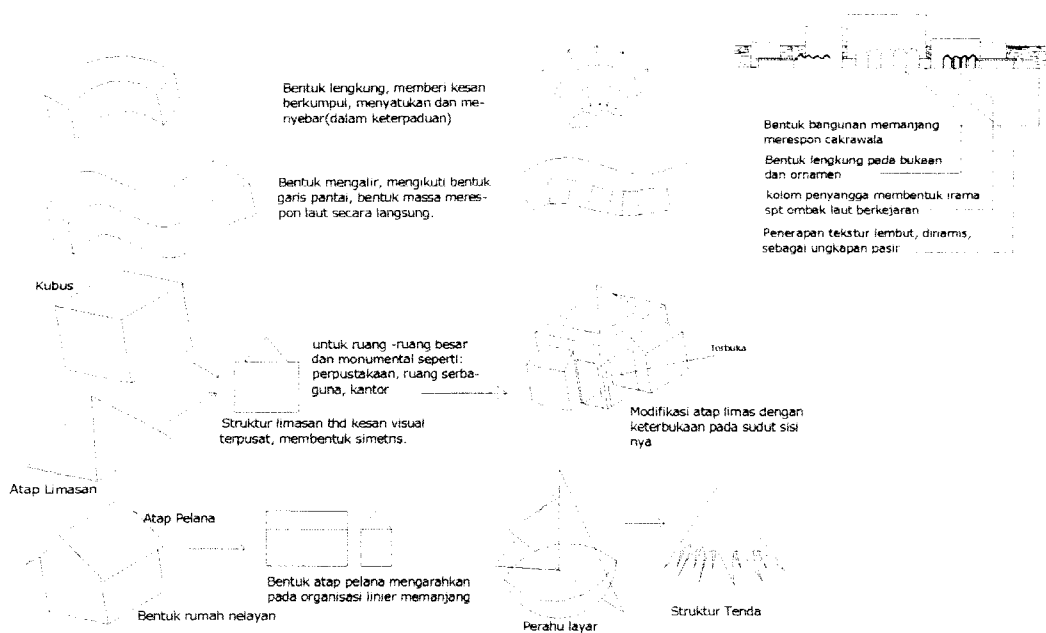 Bentuk lengkung, memberi kesan
berkumpul, menyatukan dan me-
nyebar(dalam keterpaduan)
Bentuk bangunan memanjang
merespon cakrawala
Bentuk lengkung pada bukaan
dan ornamen
kolom penyangga membentuk irama
spt ombak laut berkejaran
Penerapan tekstur lembut, dinamis,
sebagai ungkapan pasir
Bentuk mengalir, mengikuti bentuk
garis pantai, bentuk massa meres-
pon laut secara langsung.
Kubus
untuk ruang -ruang besar
dan monumental seperti:
perpustakaan, ruang serba-
guna, kantor
Terbuka
Struktur limasan thd kesan visual
terpusat, membentuk simetris.
Modifikasi atap limas dengan
keterbukaan pada sudut sisi
nya
Atap Limasan
Atap Pelana
Bentuk atap pelana mengarahkan
pada organisasi linier memanjang
Bentuk rumah nelayan
Perahu layar
Struktur Tenda